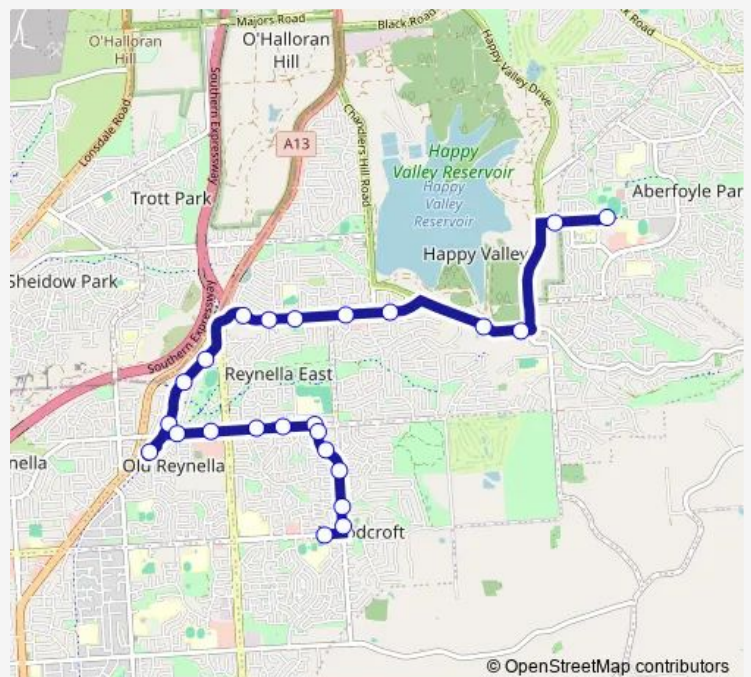 Majors Road
Black Road
k Road
O'Halloran
Hill
O'Halloran
Hill
Happy Valley Drive
Southern Expressway
Lonsdale Road
A13
Chandlers Hill Road
Happy
Valley Reservoir
Happy
Valley
Reservoir
Trott Park
Aberfoyle Par
Happy Valley
Sheidow Park
Southern Expressway
Reynella East
nella
Old Reynella
odcroft
© OpenStreetMap contributors